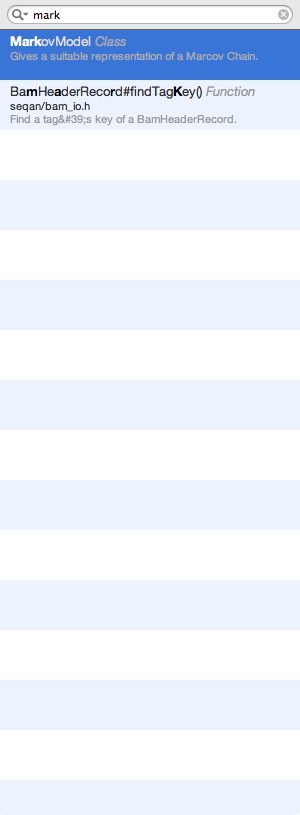 mark
MarkovModel Class
Gives a suitable representation of a Marcov Chain.
BamHeaderRecord#findTagKey() Function
seqan/bam_io.h
Find a tag&#39;s key of a BamHeaderRecord.